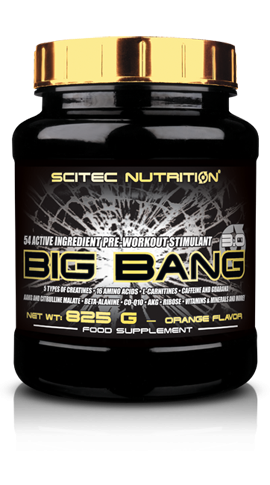 SCITEC NUTRITION®
54 ACTIVE INGREDIENT PRE-WORKOUT STIMULANT
3.0
BIG BANG
5 TYPES OF CREATINES • 16 AMINO ACIDS • L-CARNITINES • CAFFEINE AND GUARANA
AAKG AND CITRULLINE MALATE • BETA-ALANINE • CO-Q10 • AKG • RIBOSE • VITAMINS & MINERALS AND MORE!
NET WT: 825 G – ORANGE FLAVOR
FOOD SUPPLEMENT